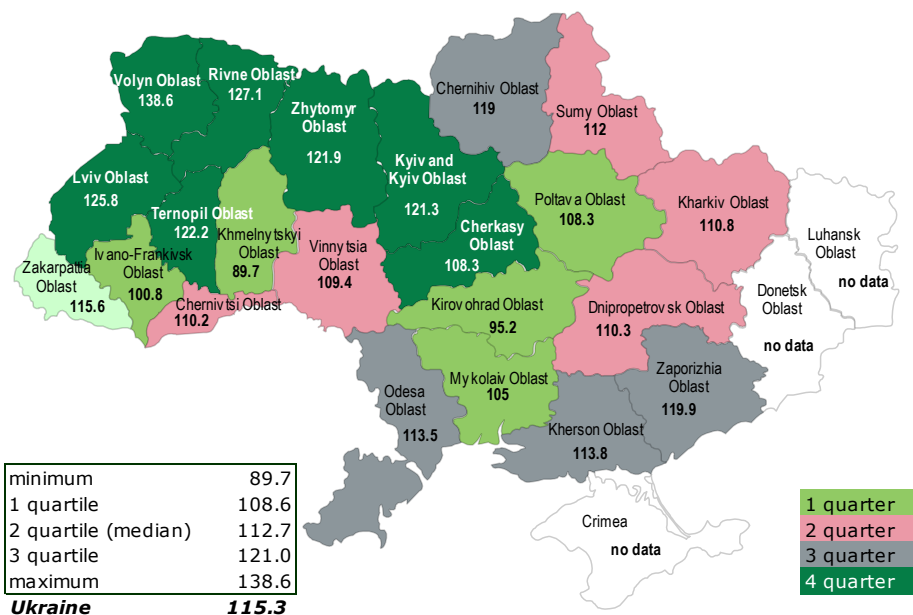 Volyn Oblast
138.6
Rivne Oblast
127.1
Zhytomyr
Oblast
121.9
Kyiv and
Kyiv Oblast
121.3
Chernihiv Oblast
119
Sumy Oblast
112
Lviv Oblast
125.8
Ternopil Oblast
122.2
Khmelnytskyi
Oblast
89.7
Vinnytsia
Oblast
109.4
Cherkasy
Oblast
108.3
Poltava Oblast
108.3
Kharkiv Oblast
110.8
Luhansk
Oblast
no data
Donetsk
Oblast
no data
Zakarpattia
Oblast
115.6
Ivano-Frankivsk
Oblast
100.8
Chernivtsi Oblast
110.2
Kirovohrad Oblast
95.2
Dnipropetrovsk Oblast
110.3
Zaporizhia
Oblast
119.9
Odesa
Oblast
113.5
Mykolaiv Oblast
105
Kherson Oblast
113.8
Crimea
no data
minimum 89.7
1 quartile 108.6
2 quartile (median) 112.7
3 quartile 121.0
maximum 138.6
Ukraine 115.3
1 quarter
2 quarter
3 quarter
4 quarter